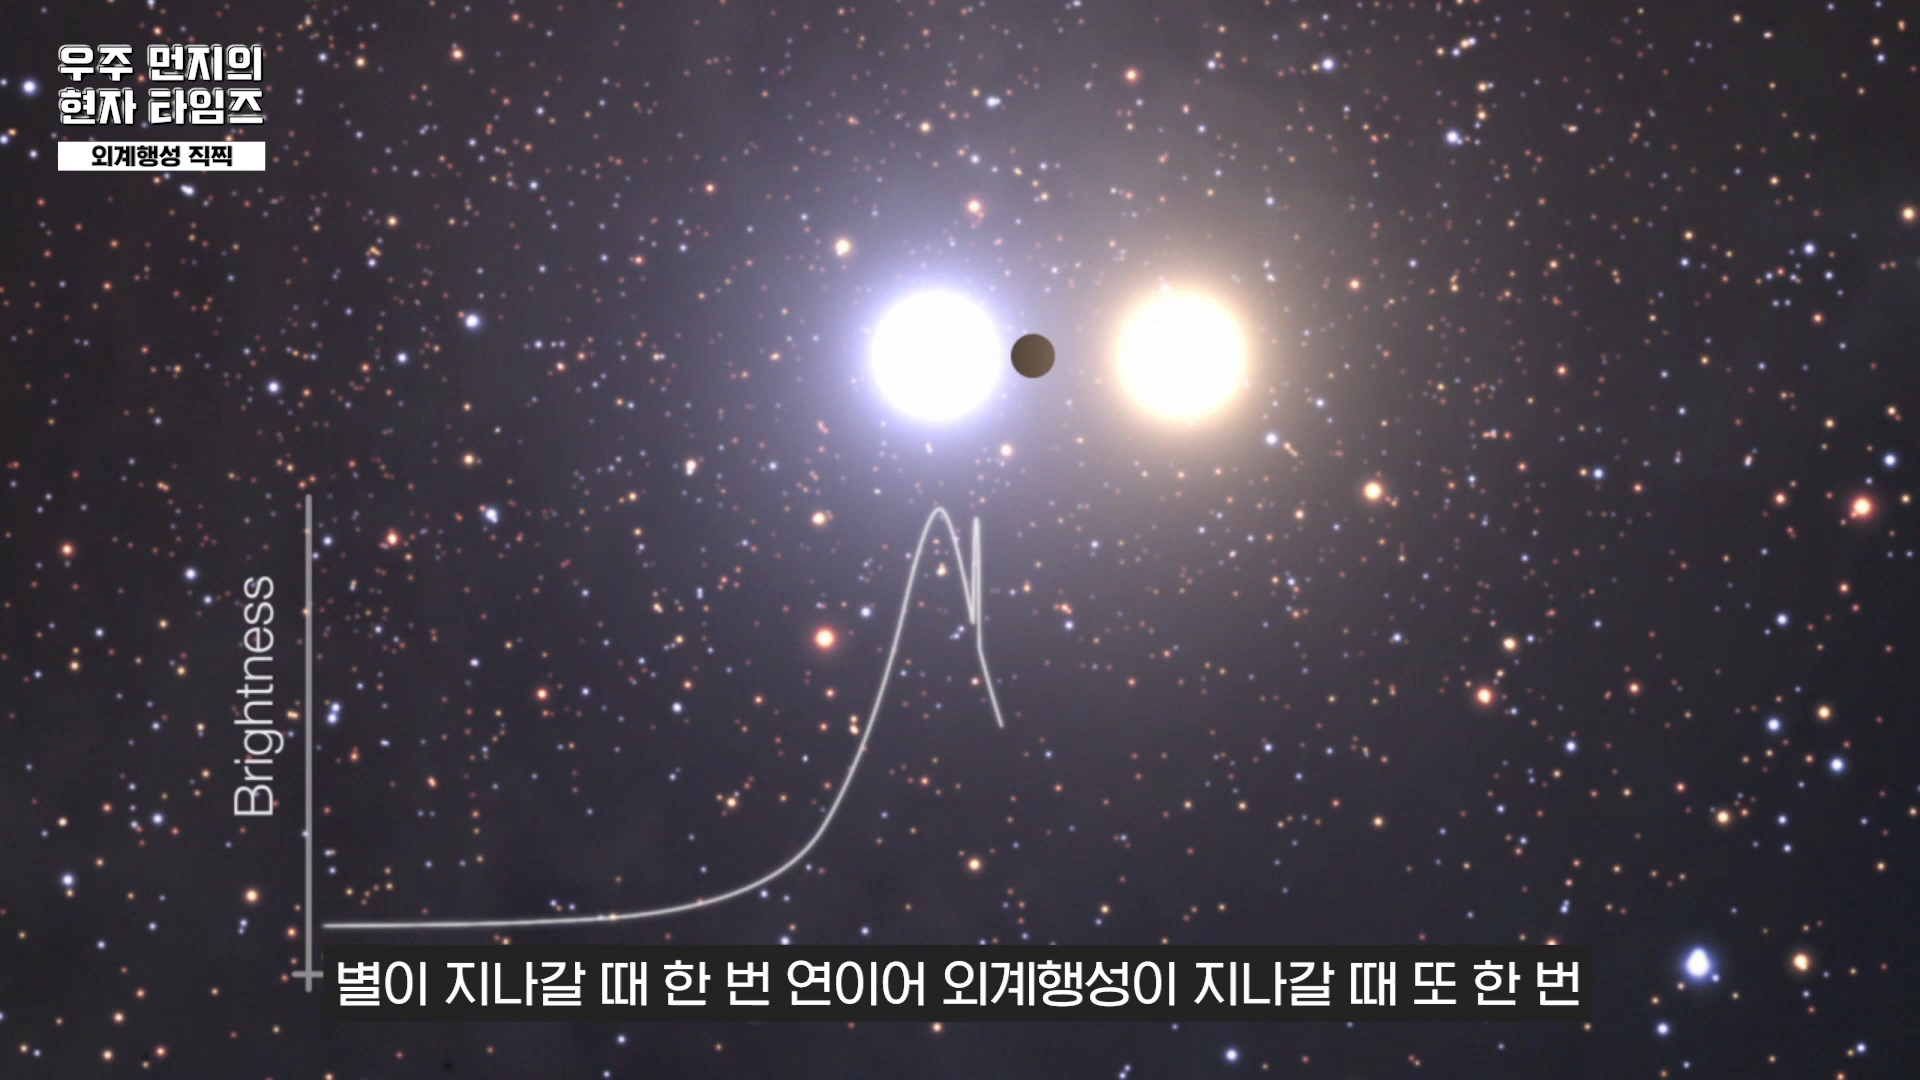 우주 먼지의
현자 타임즈
외계행성 직찍
Brightness
별이 지나갈 때 한 번 연이어 외계행성이 지나갈 때 또 한 번